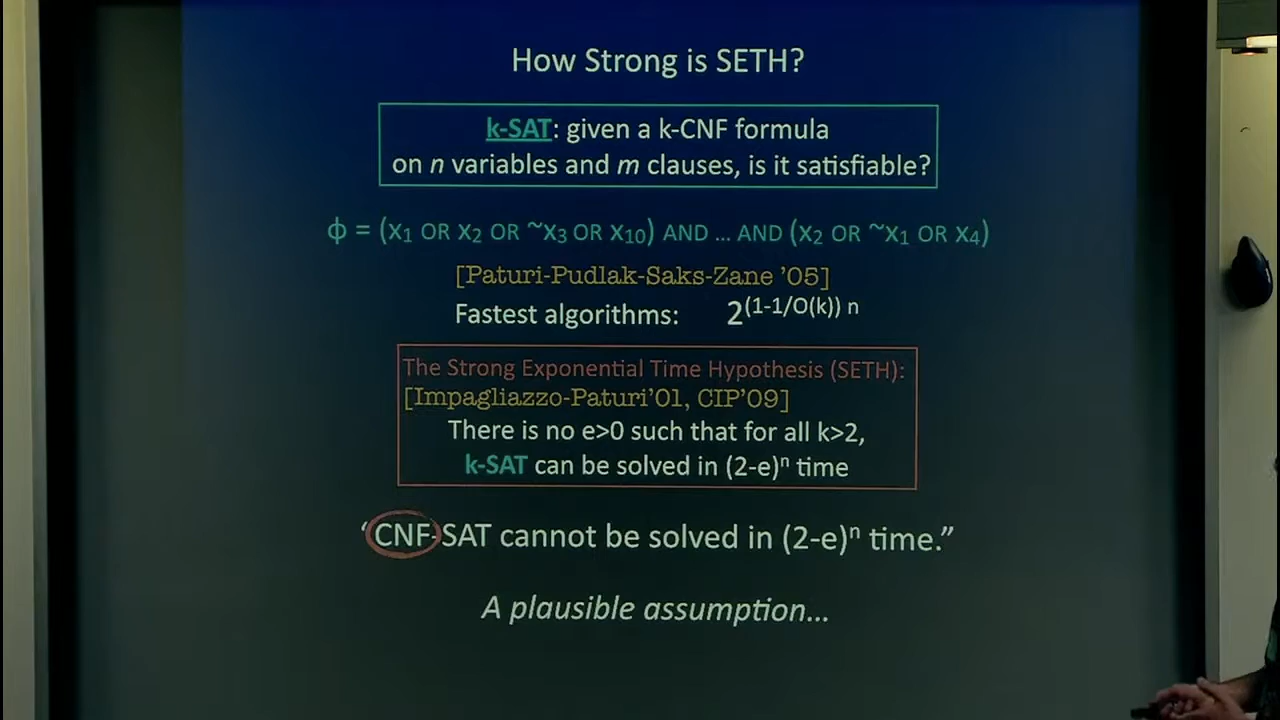 How Strong is SETH?
k-SAT: given a k-CNF formula
on n variables and m clauses, is it satisfiable?
ϕ = (x₁ OR x₂ OR ~x₃ OR x₁₀) AND … AND (x₂ OR ~x₁ OR x₄)
[Paturi-Pudlak-Saks-Zane '05]
Fastest algorithms: 2^(1-1/O(k)) n
The Strong Exponential Time Hypothesis (SETH):
[Impagliazzo-Paturi'01, CIP'09]
There is no e>0 such that for all k>2,
k-SAT can be solved in (2-e)ⁿ time
"CNF-SAT cannot be solved in (2-e)ⁿ time."
A plausible assumption…